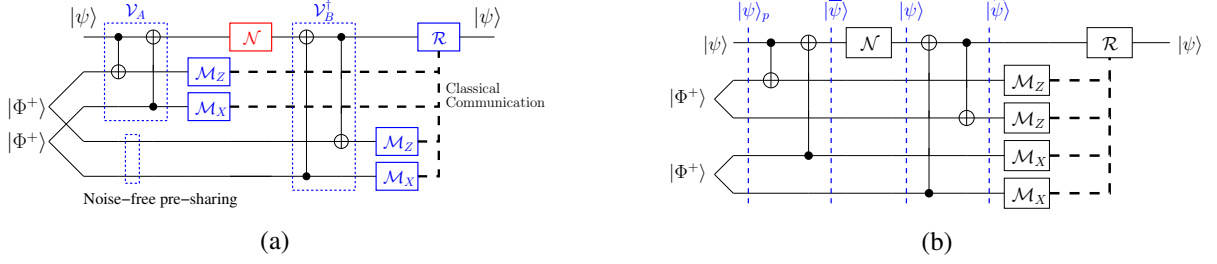 |ψ⟩ 𝒱_A 𝒩 𝒱_B^† ℛ |ψ⟩
ℳ_Z
|Φ⁺⟩ ℳ_X
Classical
Communication
|Φ⁺⟩ ℳ_Z
ℳ_X
Noise−free pre−sharing
(a)
|ψ⟩_p |ψ̅⟩ |ψ⟩ |ψ⟩
|ψ⟩ 𝒩 ℛ |ψ⟩
ℳ_Z
|Φ⁺⟩
ℳ_Z
ℳ_X
|Φ⁺⟩
ℳ_X
(b)